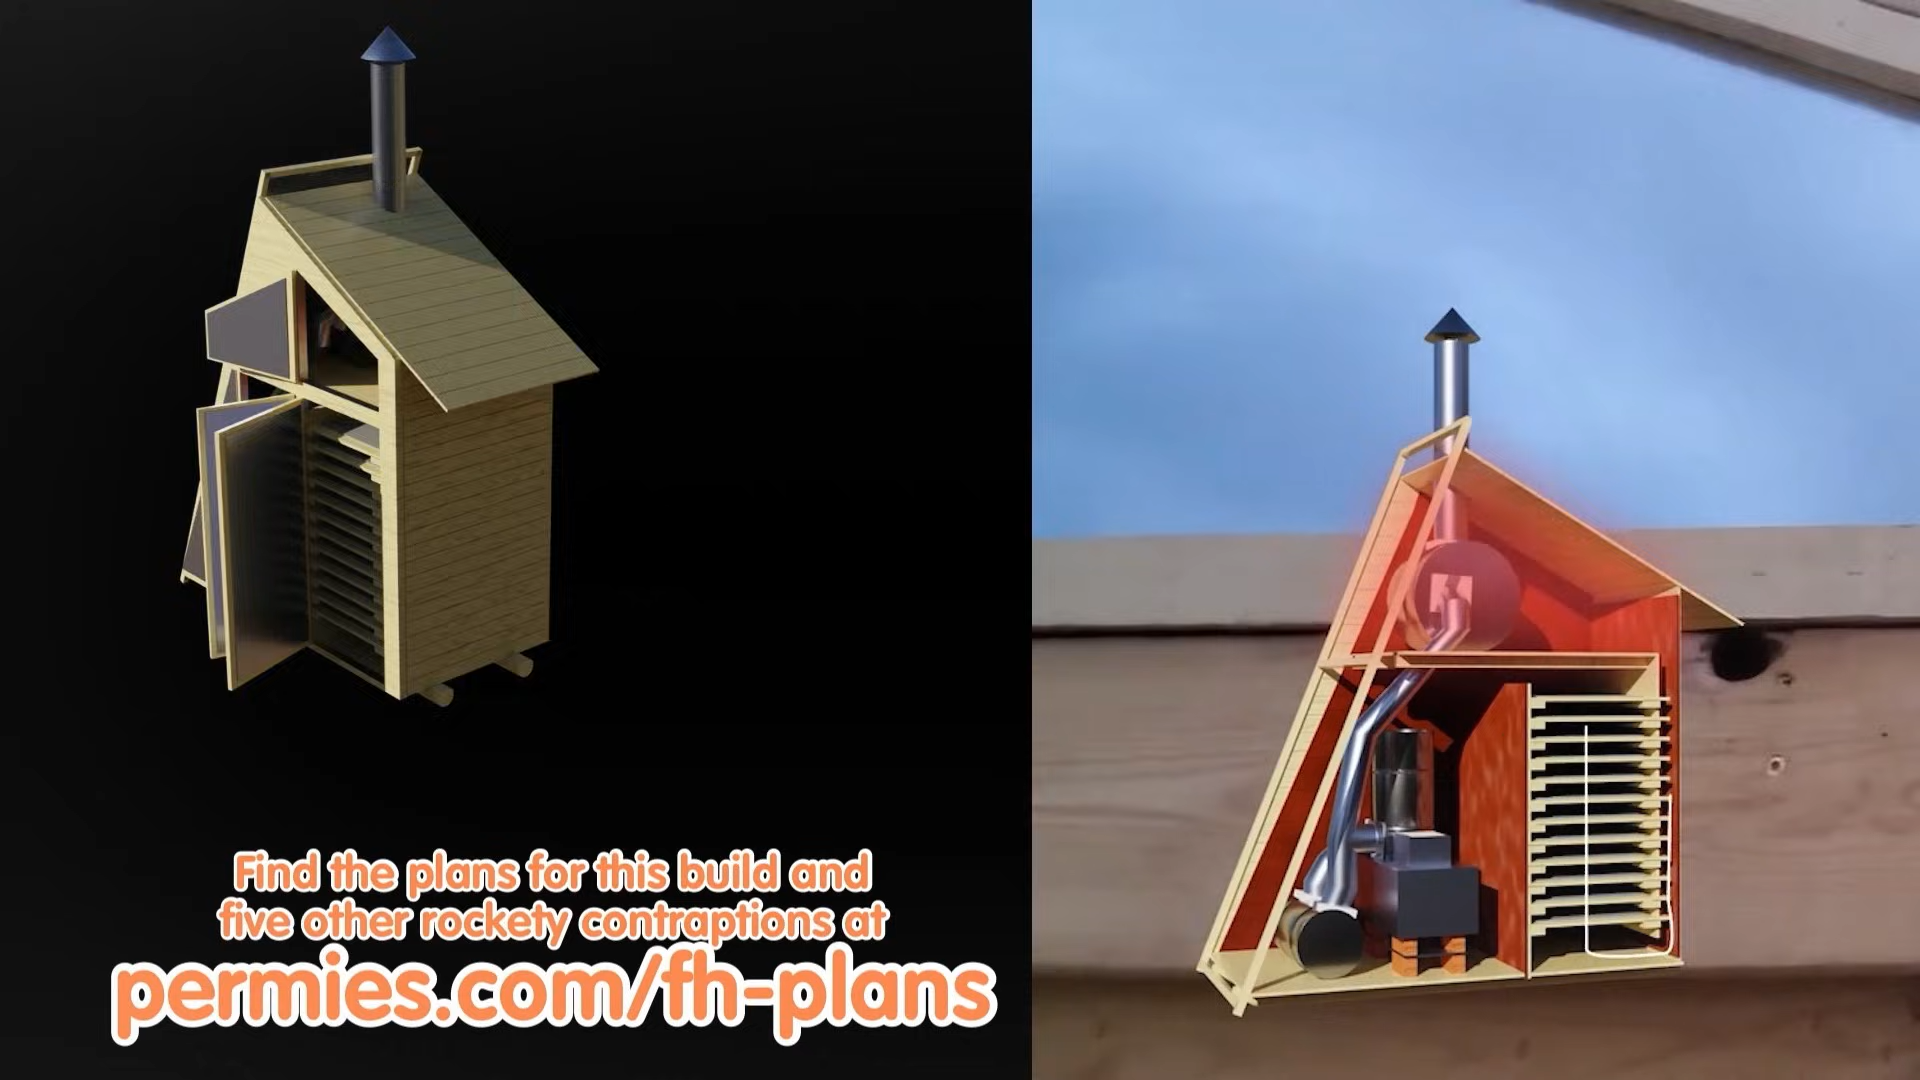 Find the plans for this build and
five other rockety contraptions at
permies.com/fh-plans